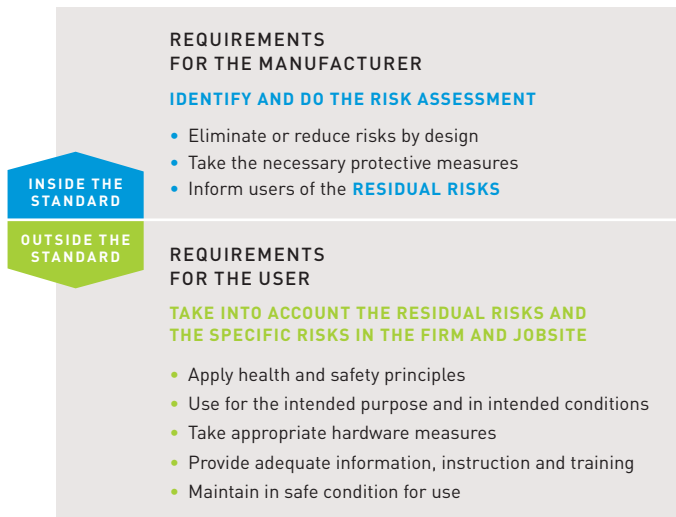 REQUIREMENTS
FOR THE MANUFACTURER
IDENTIFY AND DO THE RISK ASSESSMENT
• Eliminate or reduce risks by design
• Take the necessary protective measures
• Inform users of the RESIDUAL RISKS
INSIDE THE
STANDARD
OUTSIDE THE
STANDARD
REQUIREMENTS
FOR THE USER
TAKE INTO ACCOUNT THE RESIDUAL RISKS AND
THE SPECIFIC RISKS IN THE FIRM AND JOBSITE
• Apply health and safety principles
• Use for the intended purpose and in intended conditions
• Take appropriate hardware measures
• Provide adequate information, instruction and training
• Maintain in safe condition for use